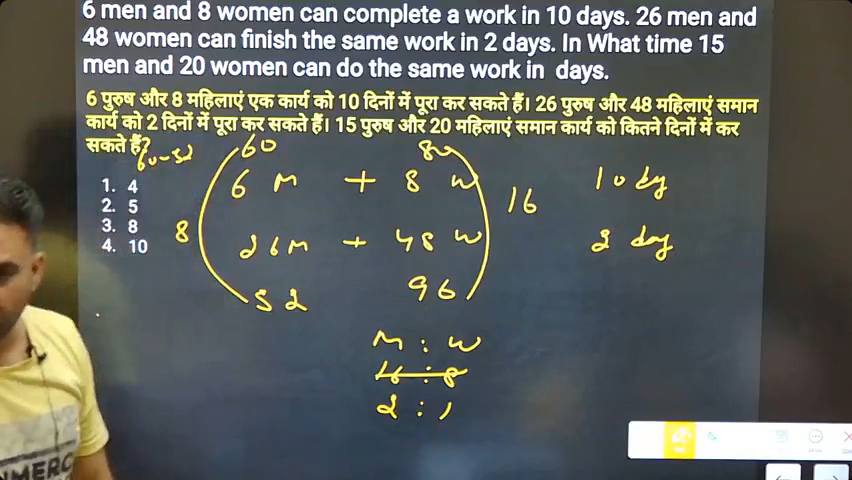 6 men and 8 women can complete a work in 10 days. 26 men and
48 women can finish the same work in 2 days. In What time 15
men and 20 women can do the same work in days.
6 पुरुष और 8 महिलाएं एक कार्य को 10 दिनों में पूरा कर सकते हैं। 26 पुरुष और 48 महिलाएं समान
कार्य को 2 दिनों में पूरा कर सकते हैं। 15 पुरुष और 20 महिलाएं समान कार्य को कितने दिनों में कर
सकते हैं?
60-52 60 80
1. 4
2. 5
3. 8
4. 10
6 M + 8 W 10 day
8 16
26M + 48 W 2 day
52 96
M : W
16 : 8
2 : 1